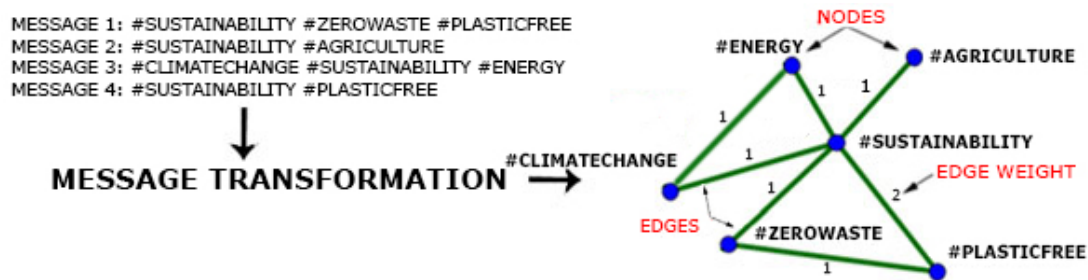 MESSAGE 1: #SUSTAINABILITY #ZEROWASTE #PLASTICFREE
MESSAGE 2: #SUSTAINABILITY #AGRICULTURE
MESSAGE 3: #CLIMATECHANGE #SUSTAINABILITY #ENERGY
MESSAGE 4: #SUSTAINABILITY #PLASTICFREE
MESSAGE TRANSFORMATION
NODES
#ENERGY
#AGRICULTURE
1
1
1
#SUSTAINABILITY
#CLIMATECHANGE
1
EDGE WEIGHT
1
2
EDGES
#ZEROWASTE
#PLASTICFREE
1